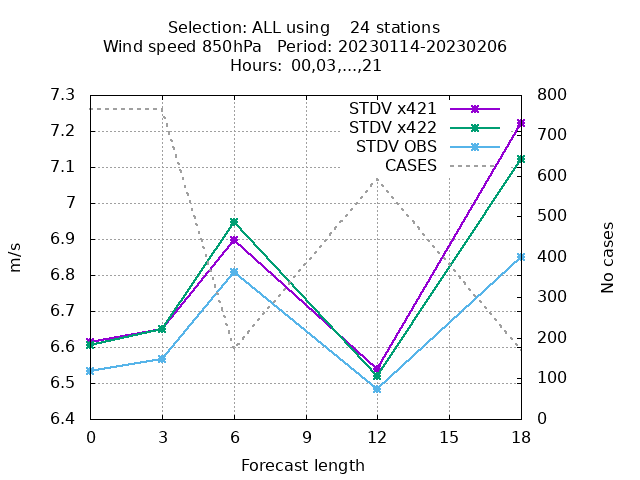 Selection: ALL using    24 stations
Wind speed 850hPa   Period: 20230114-20230206
Hours:  00,03,...,21
STDV x421
STDV x422
STDV OBS
CASES
7.3
7.2
7.1
7
6.9
6.8
6.7
6.6
6.5
6.4
m/s
800
700
600
500
400
300
200
100
0
No cases
0 3 6 9 12 15 18
Forecast length